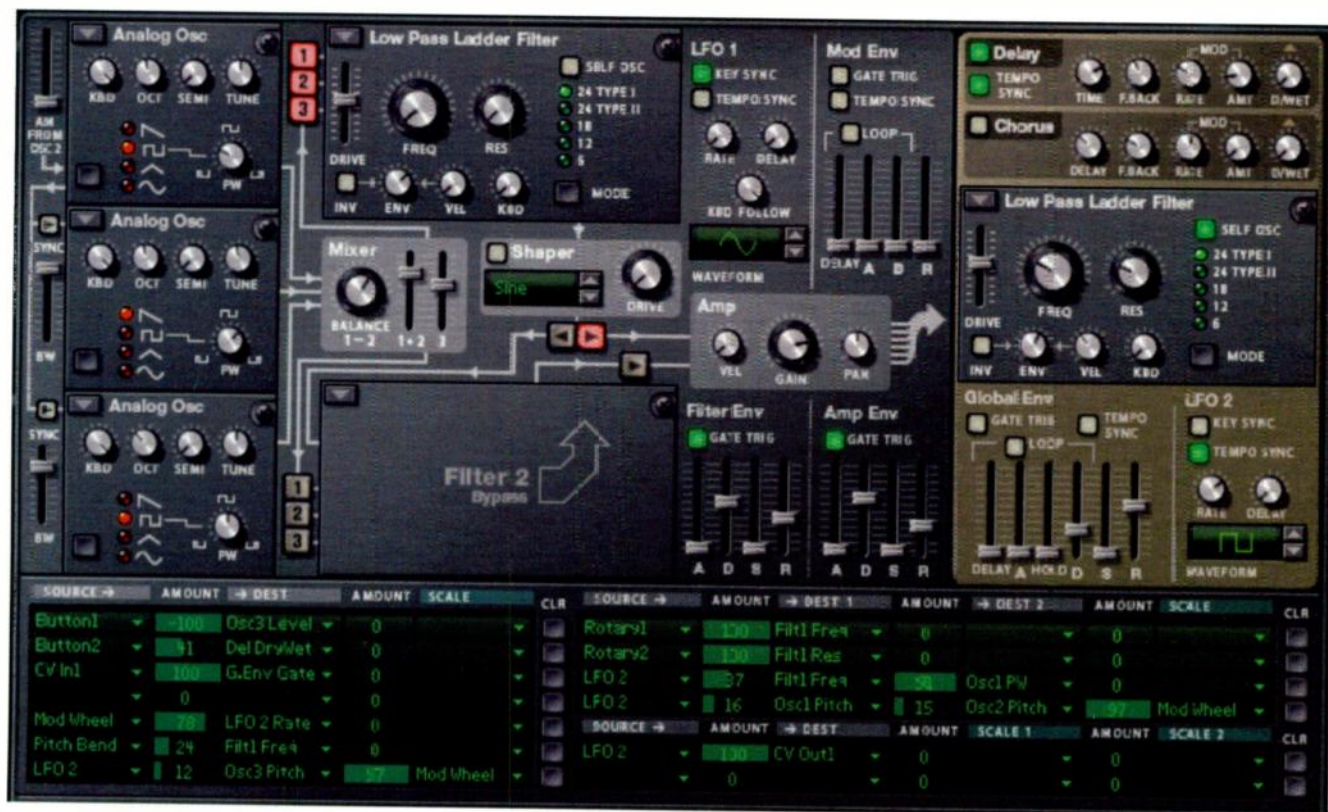 Analog Osc
KBD OCT SEMI TUNE
AM FROM OSC 2
PW
SYNC
BW
Analog Osc
KBD OCT SEMI TUNE
PW
SYNC
BW
Analog Osc
KBD OCT SEMI TUNE
PW
1
2
3
Low Pass Ladder Filter
SELF OSC
24 TYPE I
24 TYPE II
18
12
6
MODE
DRIVE FREQ RES
INV ENV VEL KBD
Mixer
BALANCE
1-2 1+2 3
Shaper
Sine
DRIVE
1
2
3
Filter 2
Bypass
LFO 1
KEY SYNC
TEMPO SYNC
RATE DELAY
KBD FOLLOW
WAVEFORM
Mod Env
GATE TRIG
TEMPO SYNC
LOOP
DELAY A D R
Amp
VEL GAIN PAN
Filter Env
GATE TRIG
A D S R
Amp Env
GATE TRIG
A D S R
Delay
TEMPO SYNC
MOD
TIME F.BACK RATE AMT D/WET
Chorus
MOD
DELAY F.BACK RATE AMT D/WET
Low Pass Ladder Filter
SELF OSC
24 TYPE I
24 TYPE II
18
12
6
MODE
DRIVE FREQ RES
INV ENV VEL KBD
Global Env
GATE TRIG TEMPO SYNC
LOOP
DELAY A HOLD D S R
LFO 2
KEY SYNC
TEMPO SYNC
RATE DELAY
WAVEFORM
SOURCE → AMOUNT → DEST AMOUNT SCALE CLR
Button1 -100 Osc3 Level 0
Button2 41 Del DryWet 0
CV In1 100 G.Env Gate 0
0 0
Mod Wheel 78 LFO 2 Rate 0
Pitch Bend 24 Filt1 Freq 0
LFO 2 12 Osc3 Pitch 97 Mod Wheel
SOURCE → AMOUNT → DEST 1 AMOUNT → DEST 2 AMOUNT SCALE CLR
Rotary1 100 Filt1 Freq 0 0
Rotary2 100 Filt1 Res 0 0
LFO 2 37 Filt1 Freq Osc1 PW 0
LFO 2 16 Osc1 Pitch 15 Osc2 Pitch 97 Mod Wheel
SOURCE → AMOUNT → DEST AMOUNT SCALE 1 AMOUNT SCALE 2 CLR
LFO 2 100 CV Out1 0 0
0 0 0